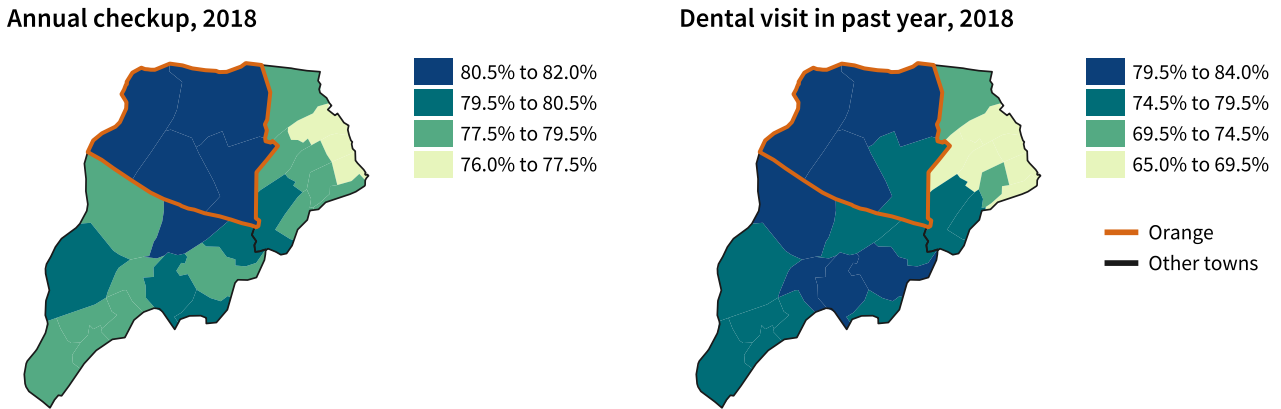 Annual checkup, 2018
80.5% to 82.0%
79.5% to 80.5%
77.5% to 79.5%
76.0% to 77.5%
Dental visit in past year, 2018
79.5% to 84.0%
74.5% to 79.5%
69.5% to 74.5%
65.0% to 69.5%
Orange
Other towns